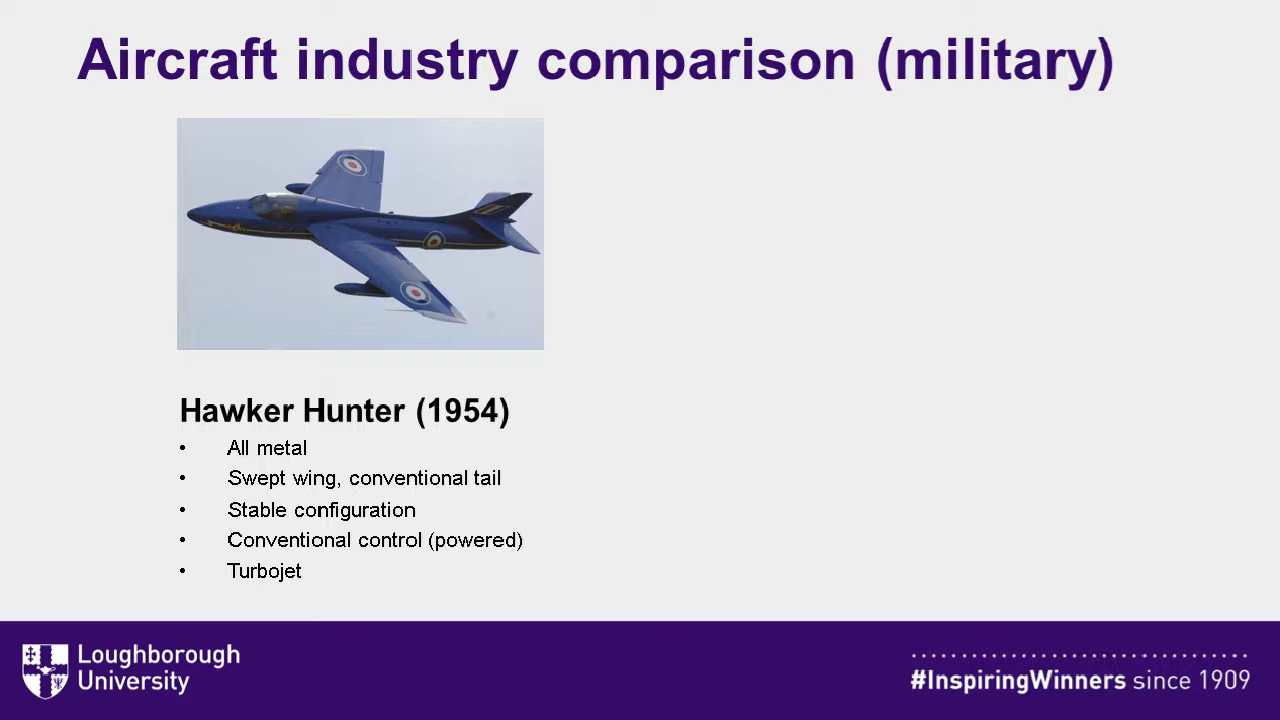 Aircraft industry comparison (military)
Hawker Hunter (1954)
• All metal
• Swept wing, conventional tail
• Stable configuration
• Conventional control (powered)
• Turbojet
Loughborough
University
#InspiringWinners since 1909